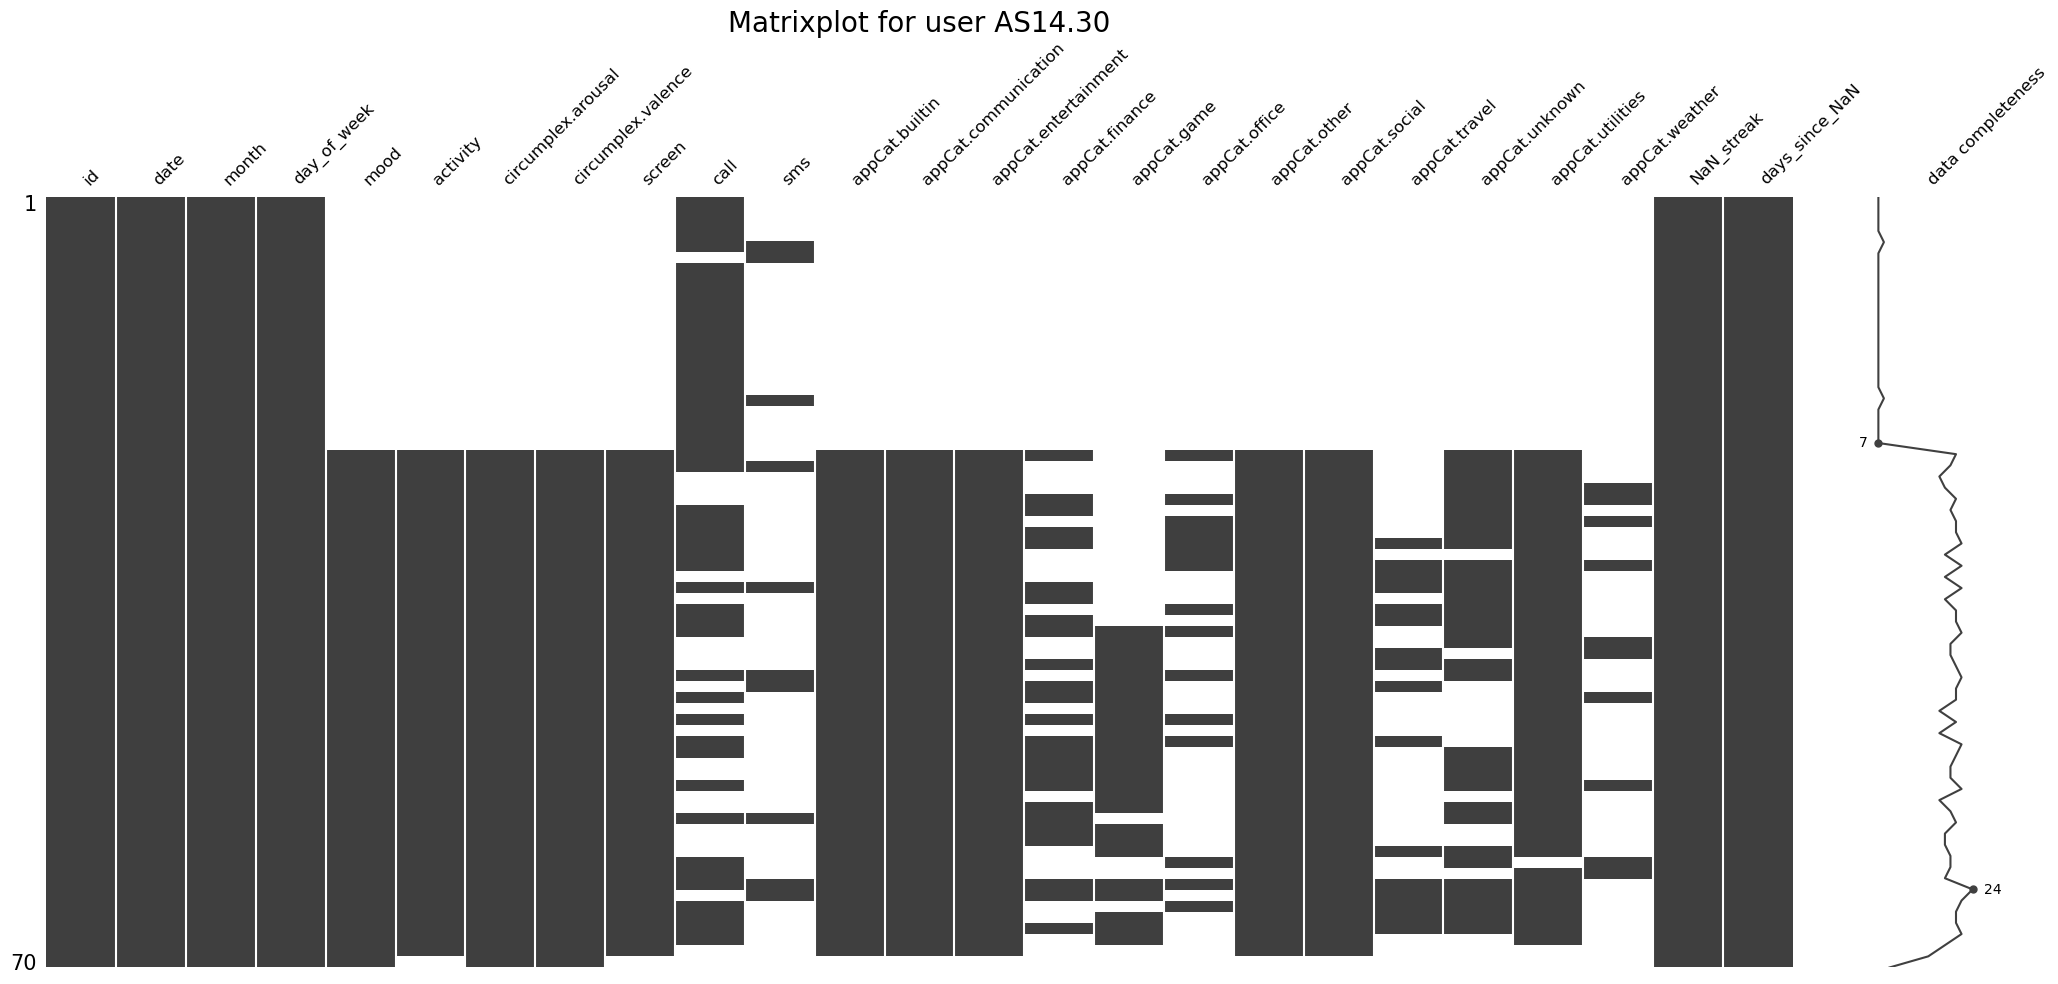 Matrixplot for user AS14.30
id
date
month
day_of_week
mood
activity
circumplex.arousal
circumplex.valence
screen
call
sms
appCat.builtin
appCat.communication
appCat.entertainment
appCat.finance
appCat.game
appCat.office
appCat.other
appCat.social
appCat.travel
appCat.unknown
appCat.utilities
appCat.weather
NaN_streak
days_since_NaN
data completeness
1
7
24
70